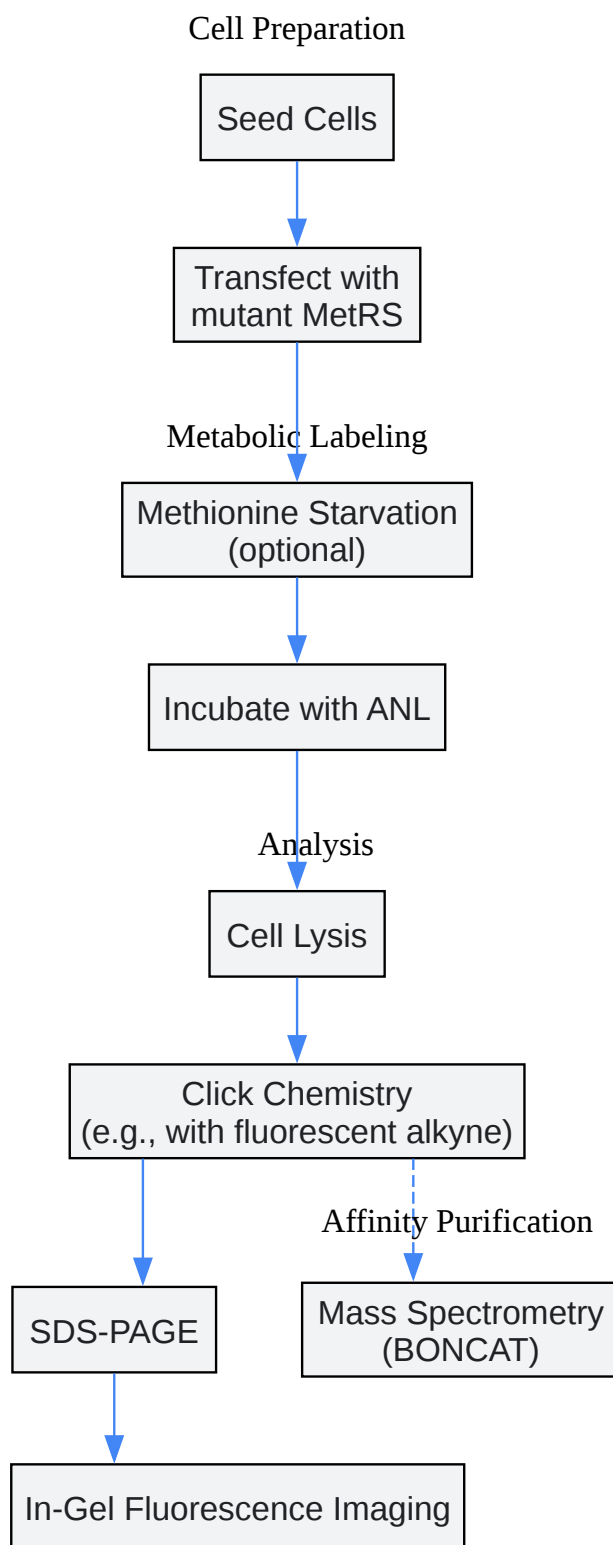 Cell Preparation
Seed Cells
Transfect with
mutant MetRS
Metabolic Labeling
Methionine Starvation
(optional)
Incubate with ANL
Analysis
Cell Lysis
Click Chemistry
(e.g., with fluorescent alkyne)
Affinity Purification
SDS-PAGE
Mass Spectrometry
(BONCAT)
In-Gel Fluorescence Imaging